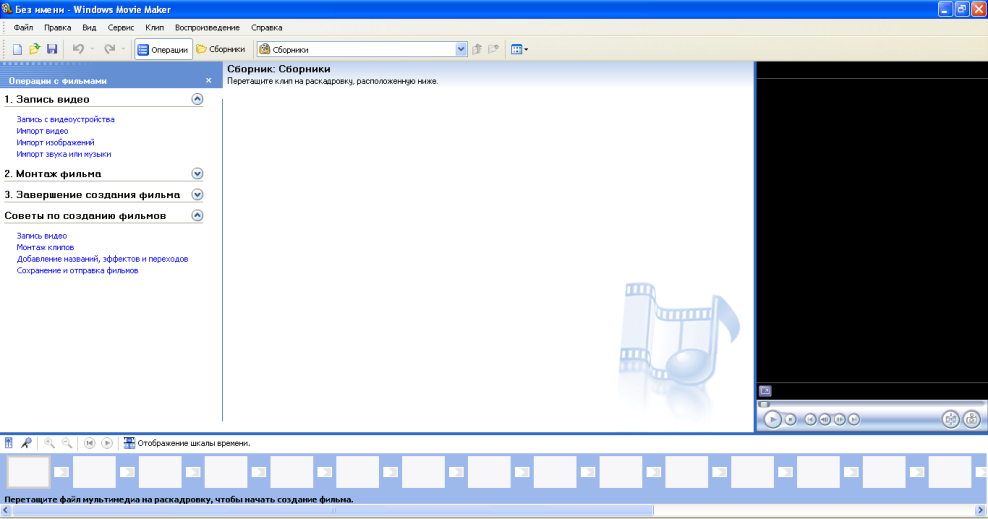 Без имени - Windows Movie Maker
Файл Правка Вид Сервис Клип Воспроизведение Справка
Операции Сборники Сборники
Операции с фильмами
1. Запись видео
Запись с видеоустройства
Импорт видео
Импорт изображений
Импорт звука или музыки
2. Монтаж фильма
3. Завершение создания фильма
Советы по созданию фильмов
Запись видео
Монтаж клипов
Добавление названий, эффектов и переходов
Сохранение и отправка фильмов
Сборник: Сборники
Перетащите клип на раскадровку, расположенную ниже.
Отображение шкалы времени.
Перетащите файл мультимедиа на раскадровку, чтобы начать создание фильма.